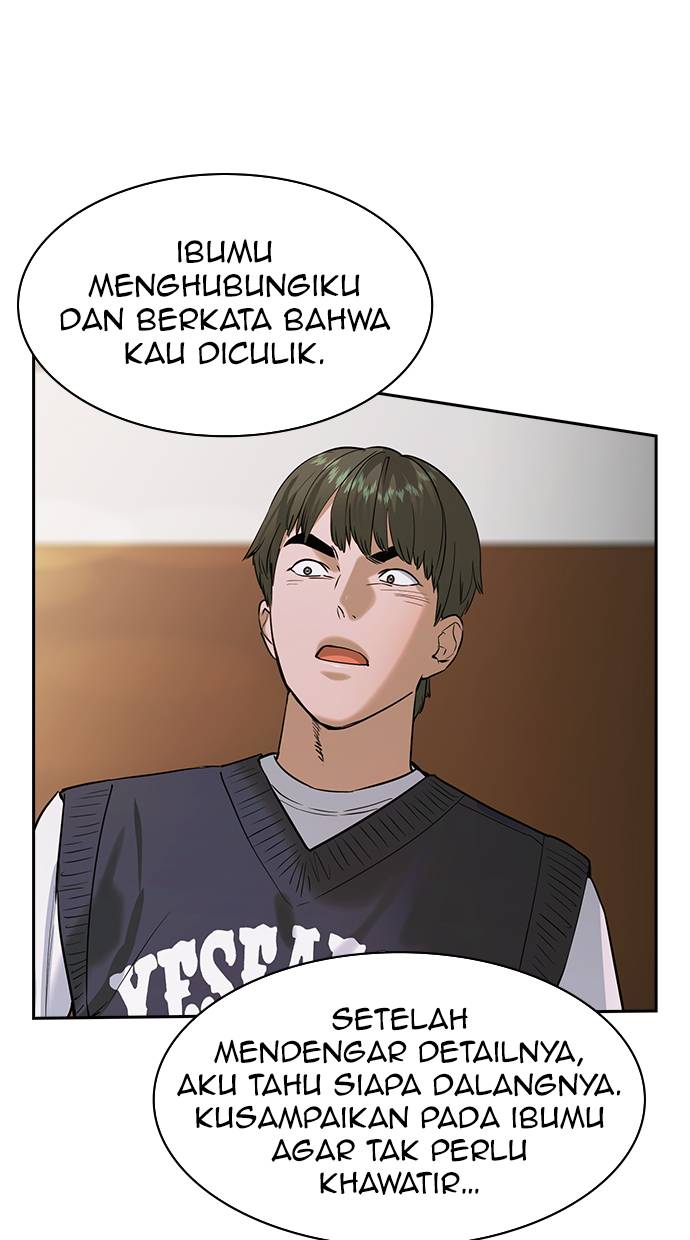 IBUMU
MENGHUBUNGIKU
DAN BERKATA BAHWA
KAU DICULIK.
SETELAH
MENDENGAR DETAILNYA,
AKU TAHU SIAPA DALANGNYA.
KUSAMPAIKAN PADA IBUMU
AGAR TAK PERLU
KHAWATIR...